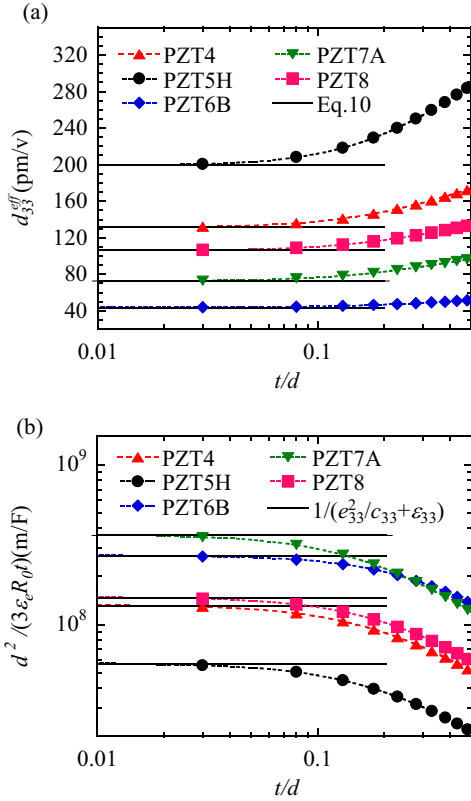 (a)
PZT4 PZT7A
PZT5H PZT8
PZT6B Eq.10
320
280
240
200
160
120
80
40
d₃₃ᵉᶠᶠ (pm/v)
0.01 0.1
t/d
(b)
PZT4 PZT7A
PZT5H PZT8
PZT6B 1/(e²₃₃/c₃₃+ε₃₃)
10⁹
10⁸
d²/(3εₑR₀t)(m/F)
0.01 0.1
t/d